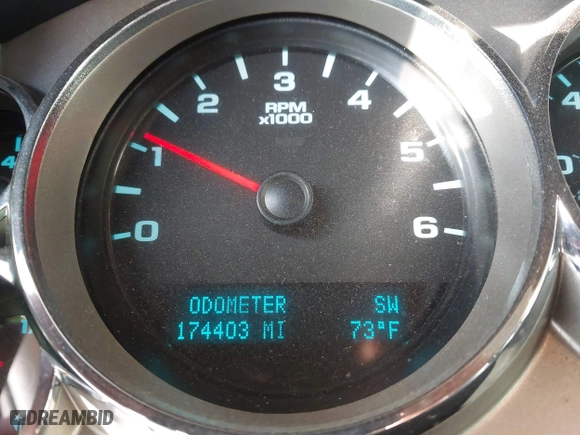 3
2
4
RPM
x1000
1
5
0
6
ODOMETER SW
174403 MI 73°F
DREAMBID